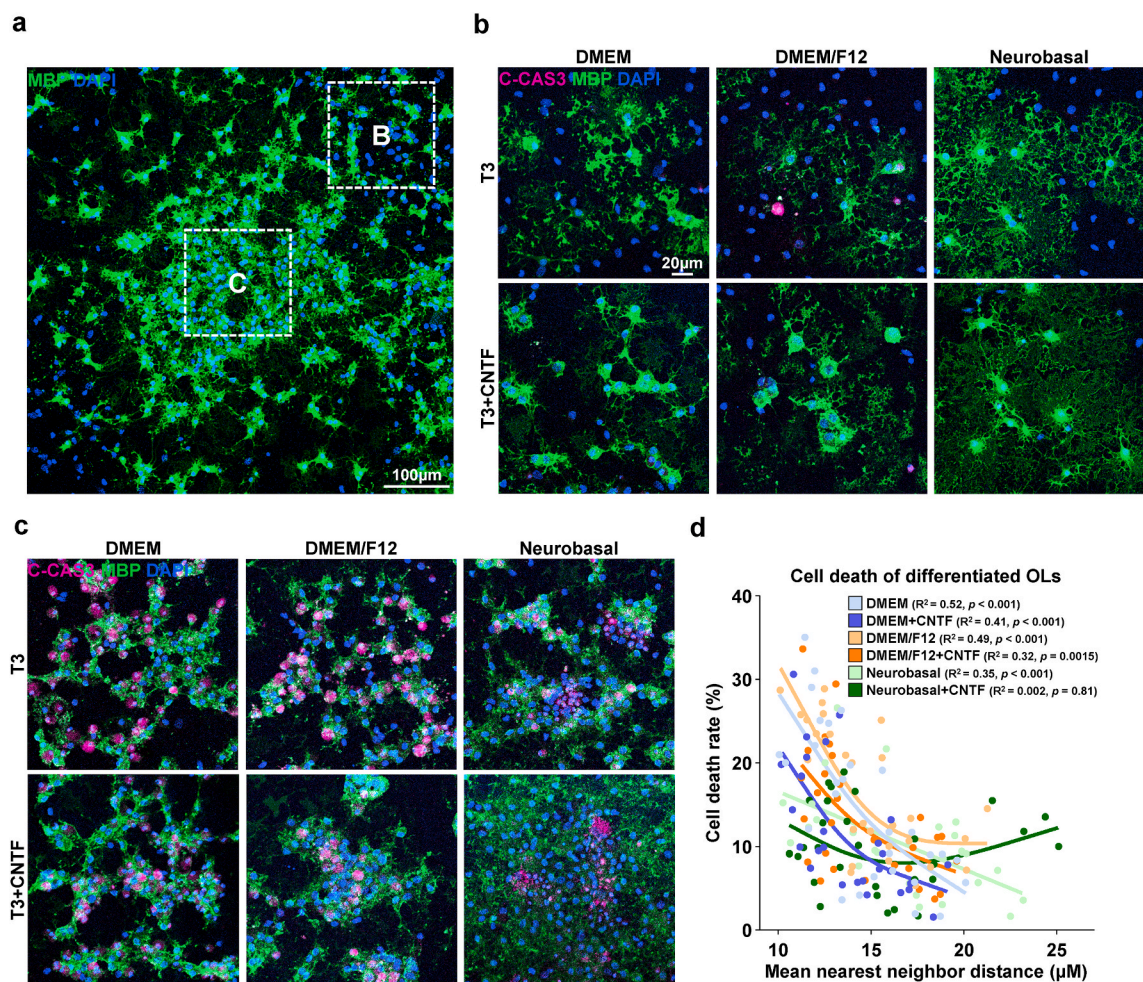 a
MBP DAPI
B
C
100µm
b
DMEM
DMEM/F12
Neurobasal
C-CAS3 MBP DAPI
T3
20µm
T3+CNTF
c
DMEM
DMEM/F12
Neurobasal
C-CAS3 MBP DAPI
T3
T3+CNTF
d
Cell death of differentiated OLs
DMEM (R² = 0.52, p < 0.001)
DMEM+CNTF (R² = 0.41, p < 0.001)
DMEM/F12 (R² = 0.49, p < 0.001)
DMEM/F12+CNTF (R² = 0.32, p = 0.0015)
Neurobasal (R² = 0.35, p < 0.001)
Neurobasal+CNTF (R² = 0.002, p = 0.81)
Cell death rate (%)
40
30
20
10
0
10 15 20 25
Mean nearest neighbor distance (µM)